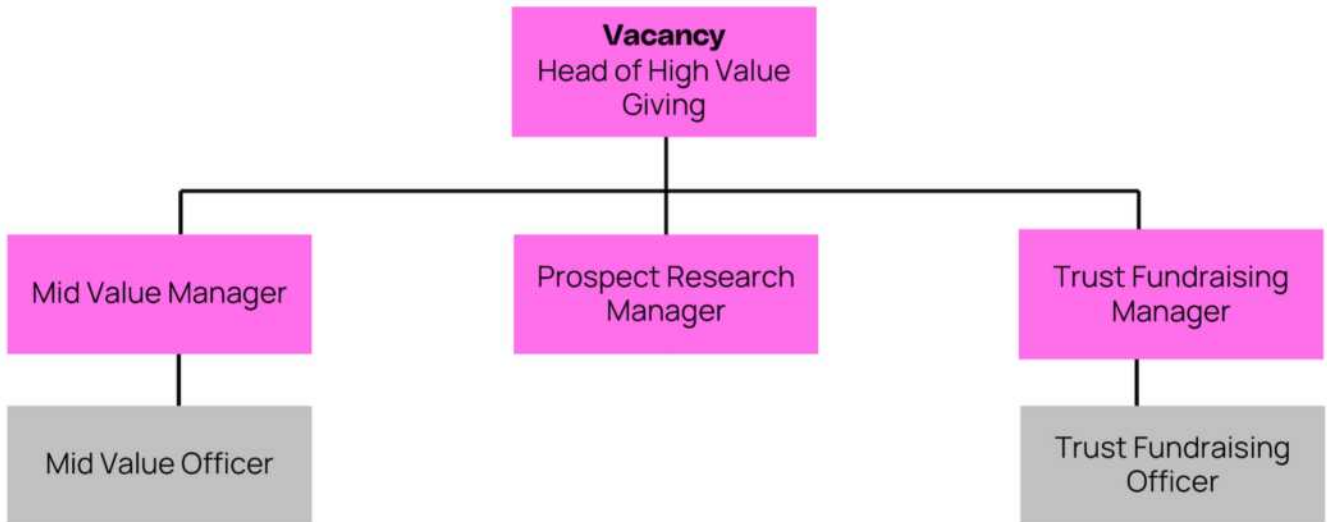 Vacancy
Head of High Value
Giving
Mid Value Manager
Prospect Research
Manager
Trust Fundraising
Manager
Mid Value Officer
Trust Fundraising
Officer